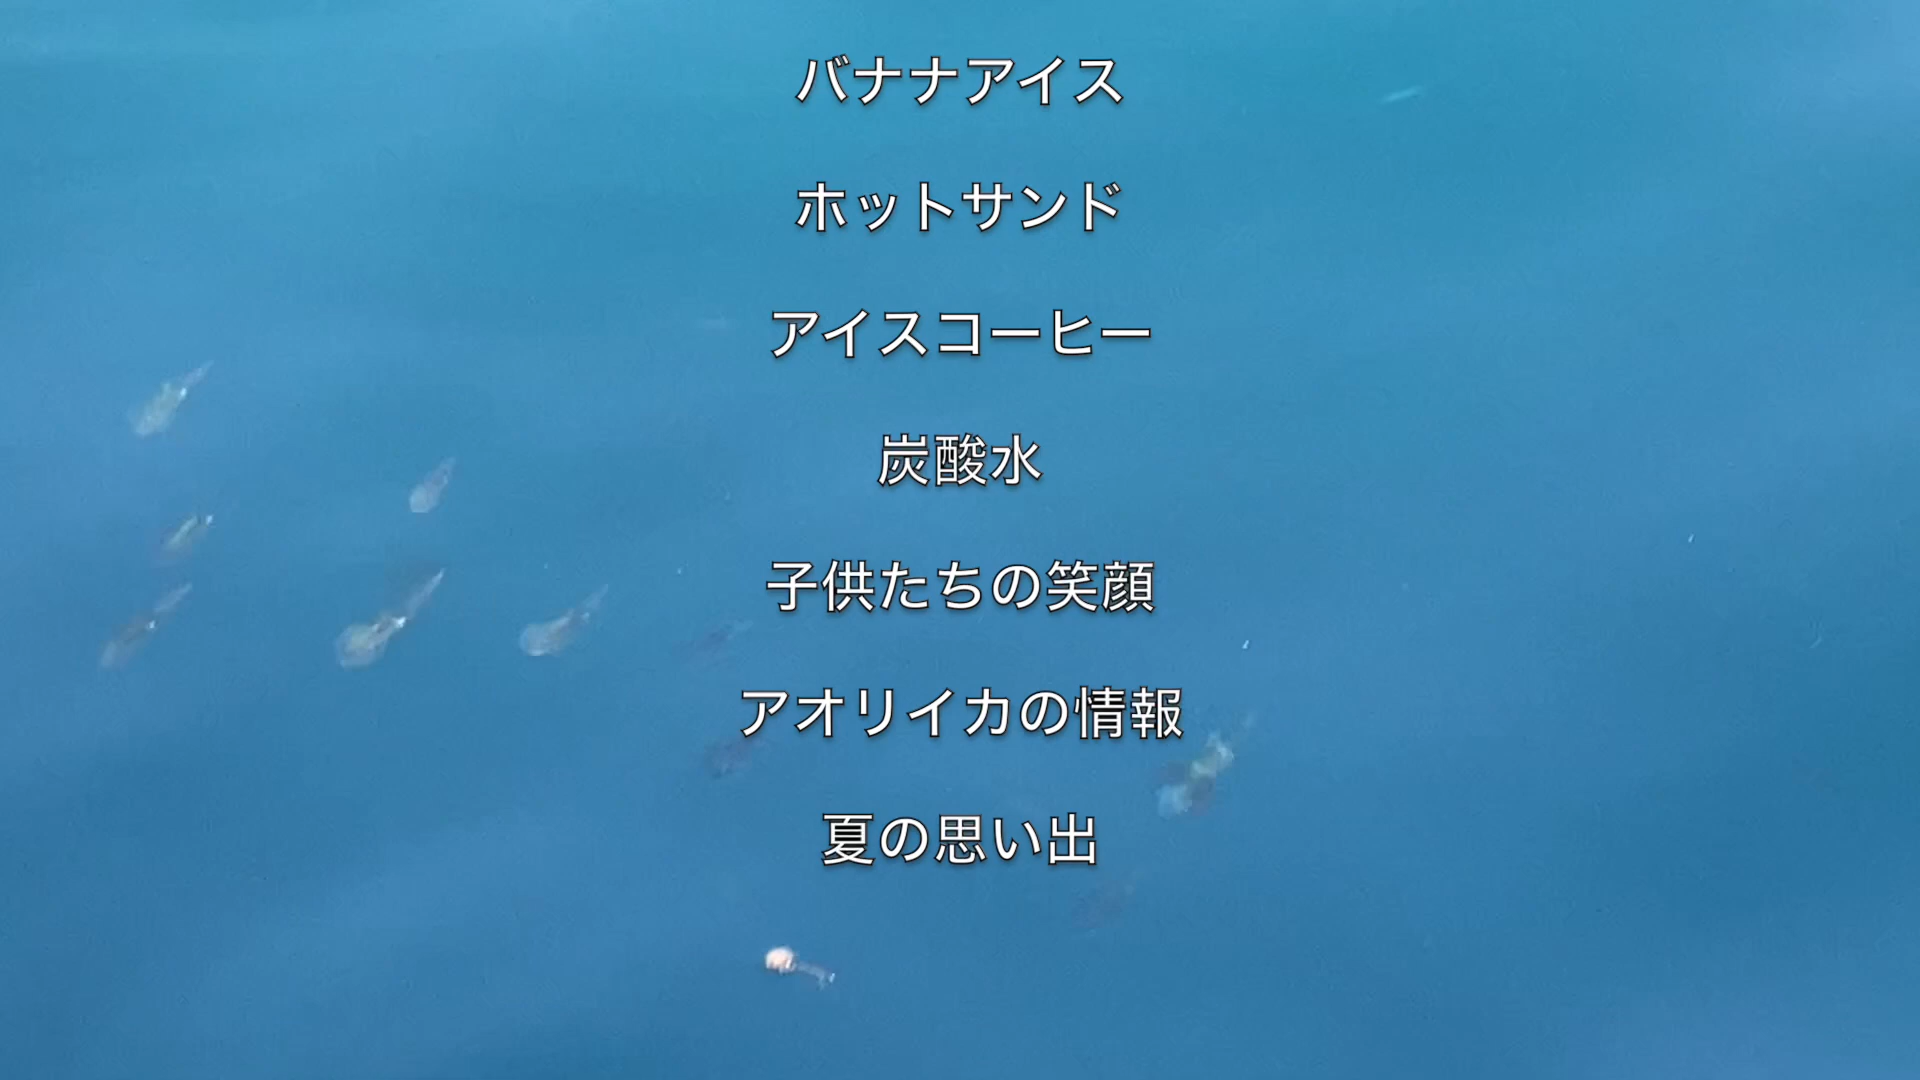 バナナアイス
ホットサンド
アイスコーヒー
炭酸水
子供たちの笑顔
アオリイカの情報
夏の思い出